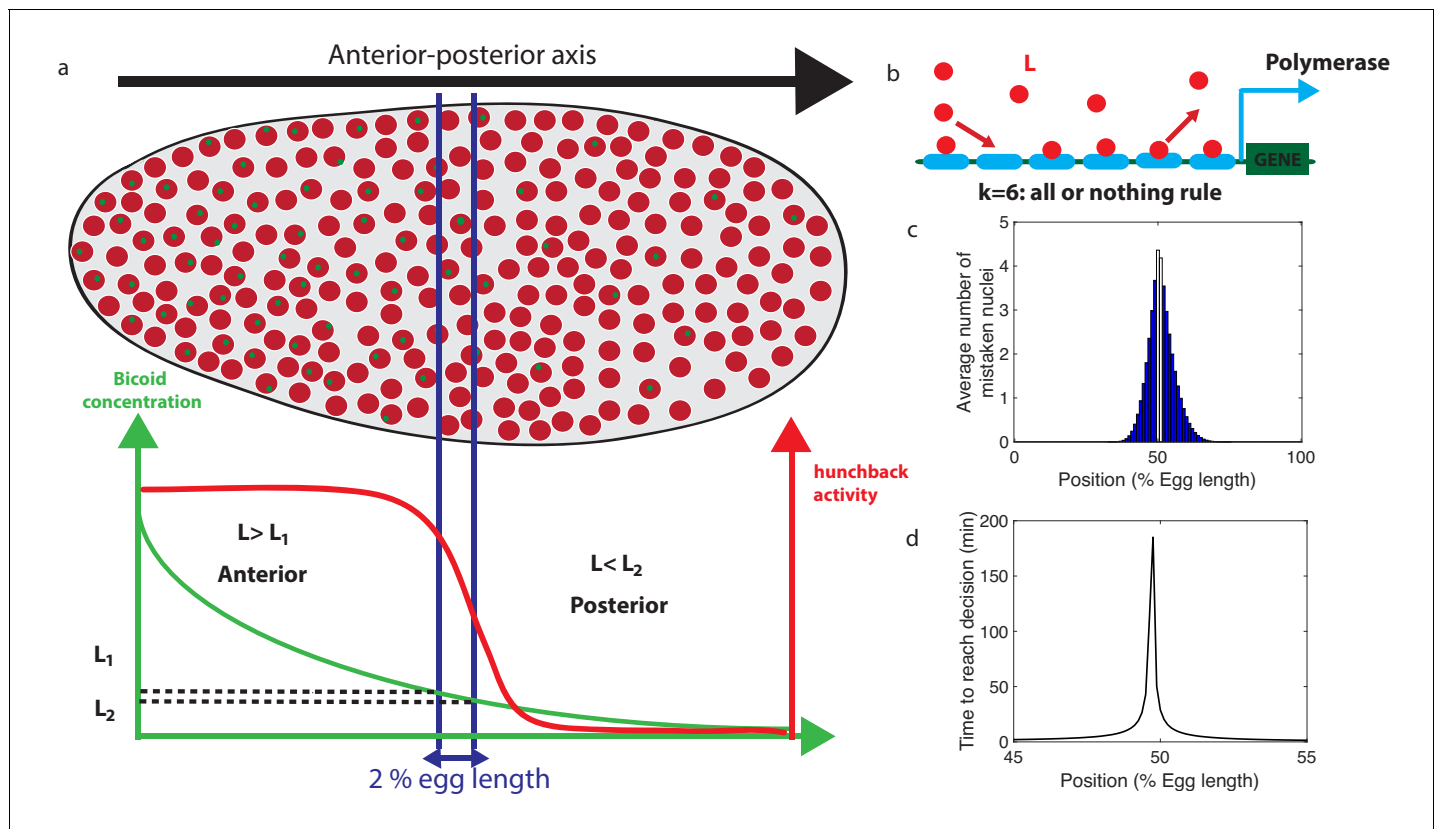 a
Anterior-posterior axis
Bicoid
concentration
hunchback
activity
L> L1
Anterior
L< L2
Posterior
L1
L2
2 % egg length
b
L
Polymerase
GENE
k=6: all or nothing rule
c
Average number of
mistaken nuclei
5
4
3
2
1
0
0
50
100
Position (% Egg length)
d
Time to reach decision (min)
200
150
100
50
0
45
50
55
Position (% Egg length)